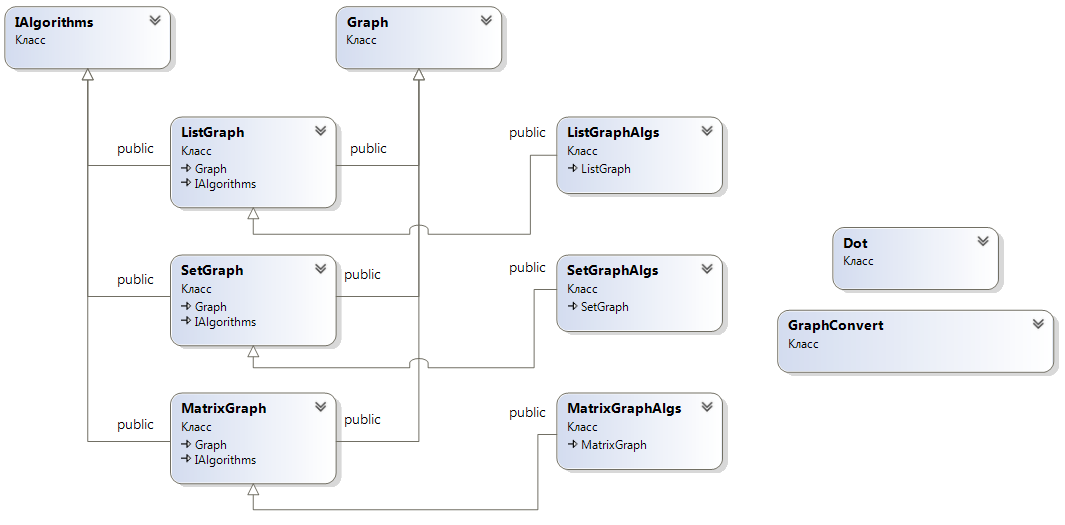 IAlgorithms
Класс
Graph
Класс
ListGraph
Класс
Graph
IAlgorithms
public
public
public
ListGraphAlgs
Класс
ListGraph
SetGraph
Класс
Graph
IAlgorithms
public
public
public
SetGraphAlgs
Класс
SetGraph
MatrixGraph
Класс
Graph
IAlgorithms
public
public
public
MatrixGraphAlgs
Класс
MatrixGraph
Dot
Класс
GraphConvert
Класс